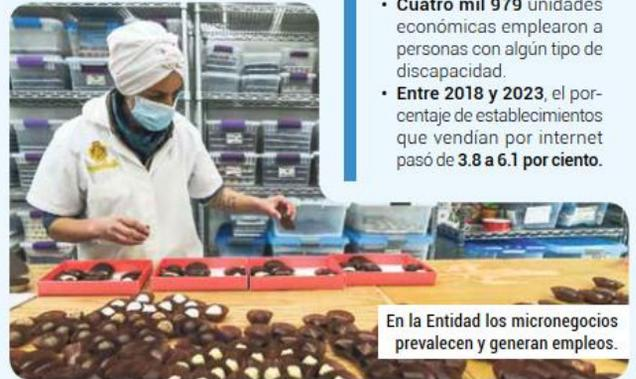 • Cuatro mil 979 unidades
económicas emplearon a
personas con algún tipo de
discapacidad.
• Entre 2018 y 2023, el por-
centaje de establecimientos
que vendían por internet
pasó de 3.8 a 6.1 por ciento.
En la Entidad los micronegocios
prevalecen y generan empleos.